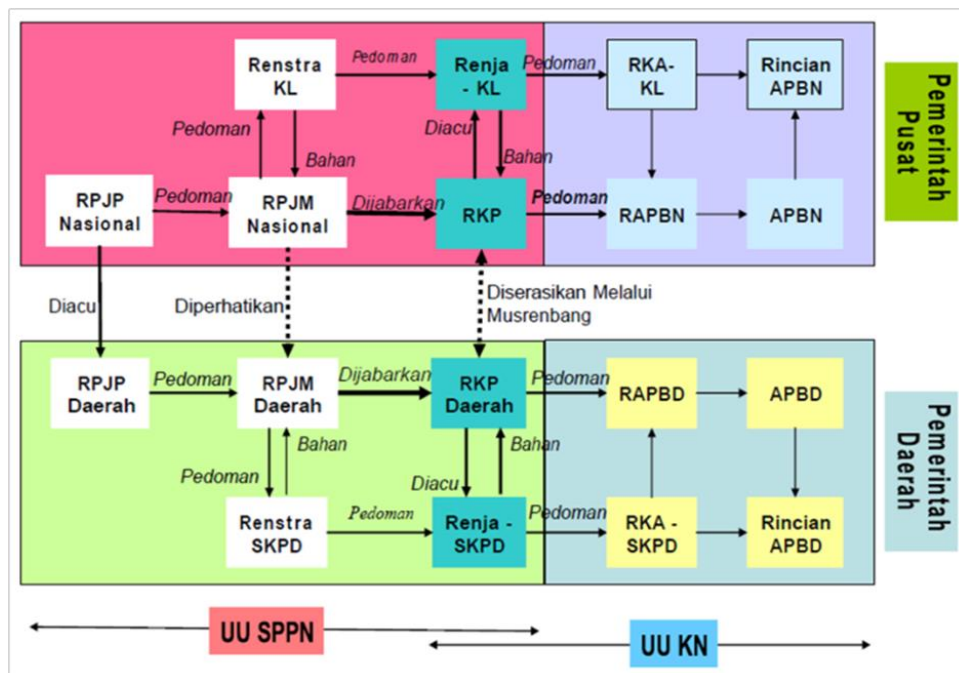 Renstra
KL
Pedoman
Renja
- KL
Pedoman
RKA-
KL
Rincian
APBN
Pemerintah
Pusat
Pedoman
Bahan
Diacu
Bahan
RPJP
Nasional
Pedoman
RPJM
Nasional
Dijabarkan
RKP
Pedoman
RAPBN
APBN
Diacu
Diperhatikan
Diserasikan Melalui
Musrenbang
RPJP
Daerah
Pedoman
RPJM
Daerah
Dijabarkan
RKP
Daerah
Pedoman
RAPBD
APBD
Pemerintah
Daerah
Pedoman
Bahan
Diacu
Bahan
Renstra
SKPD
Pedoman
Renja -
SKPD
Pedoman
RKA -
SKPD
Rincian
APBD
UU SPPN
UU KN